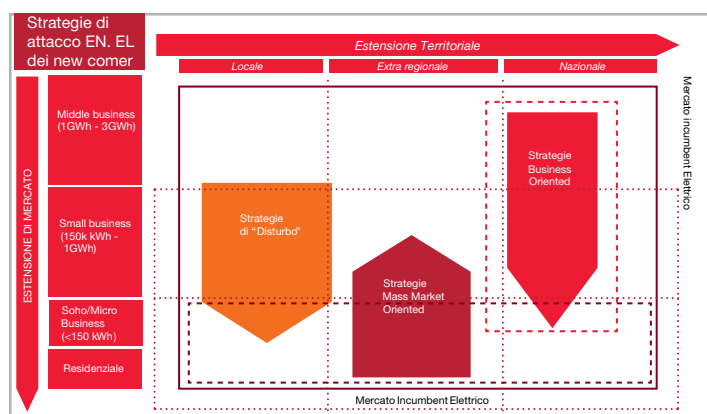 Strategie di
attacco EN. EL
dei new comer
Estensione Territoriale
Locale
Extra regionale
Nazionale
ESTENSIONE DI MERCATO
Middle business
(1GWh - 3GWh)
Small business
(150k kWh -
1GWh)
Soho/Micro
Business
(<150 kWh)
Residenziale
Strategie
di "Disturbo"
Strategie
Mass Market
Oriented
Strategie
Business
Oriented
Mercato incumbent Elettrico
Mercato Incumbent Elettrico